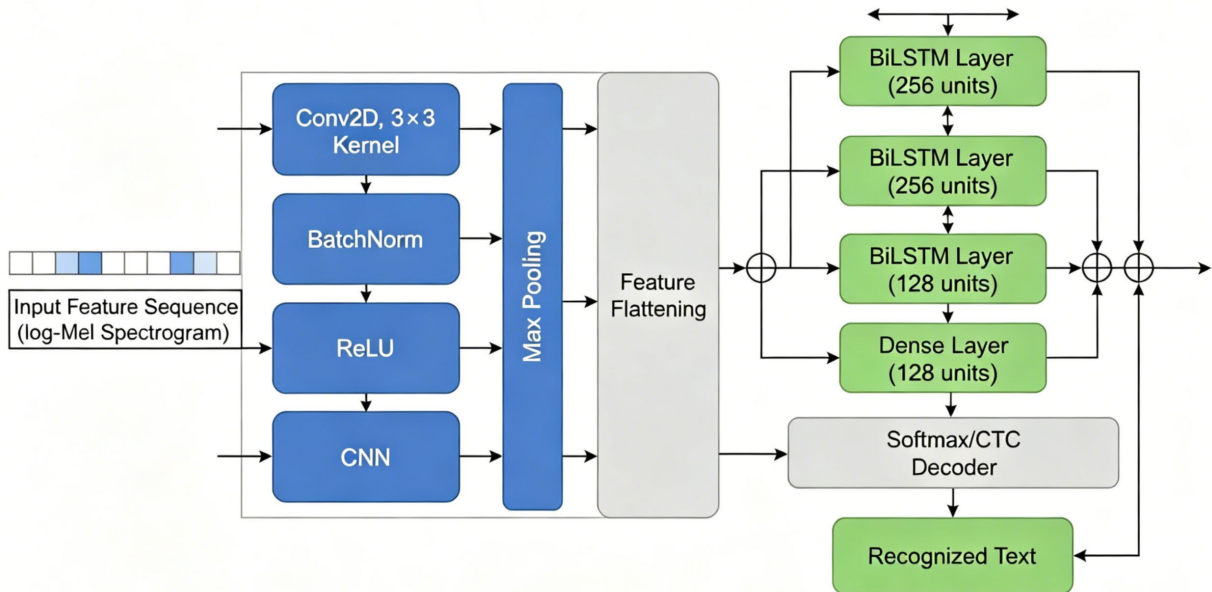 Input Feature Sequence
(log-Mel Spectrogram)
Conv2D, 3×3
Kernel
BatchNorm
ReLU
CNN
Max Pooling
Feature
Flattening
BiLSTM Layer
(256 units)
BiLSTM Layer
(256 units)
BiLSTM Layer
(128 units)
Dense Layer
(128 units)
Softmax/CTC
Decoder
Recognized Text